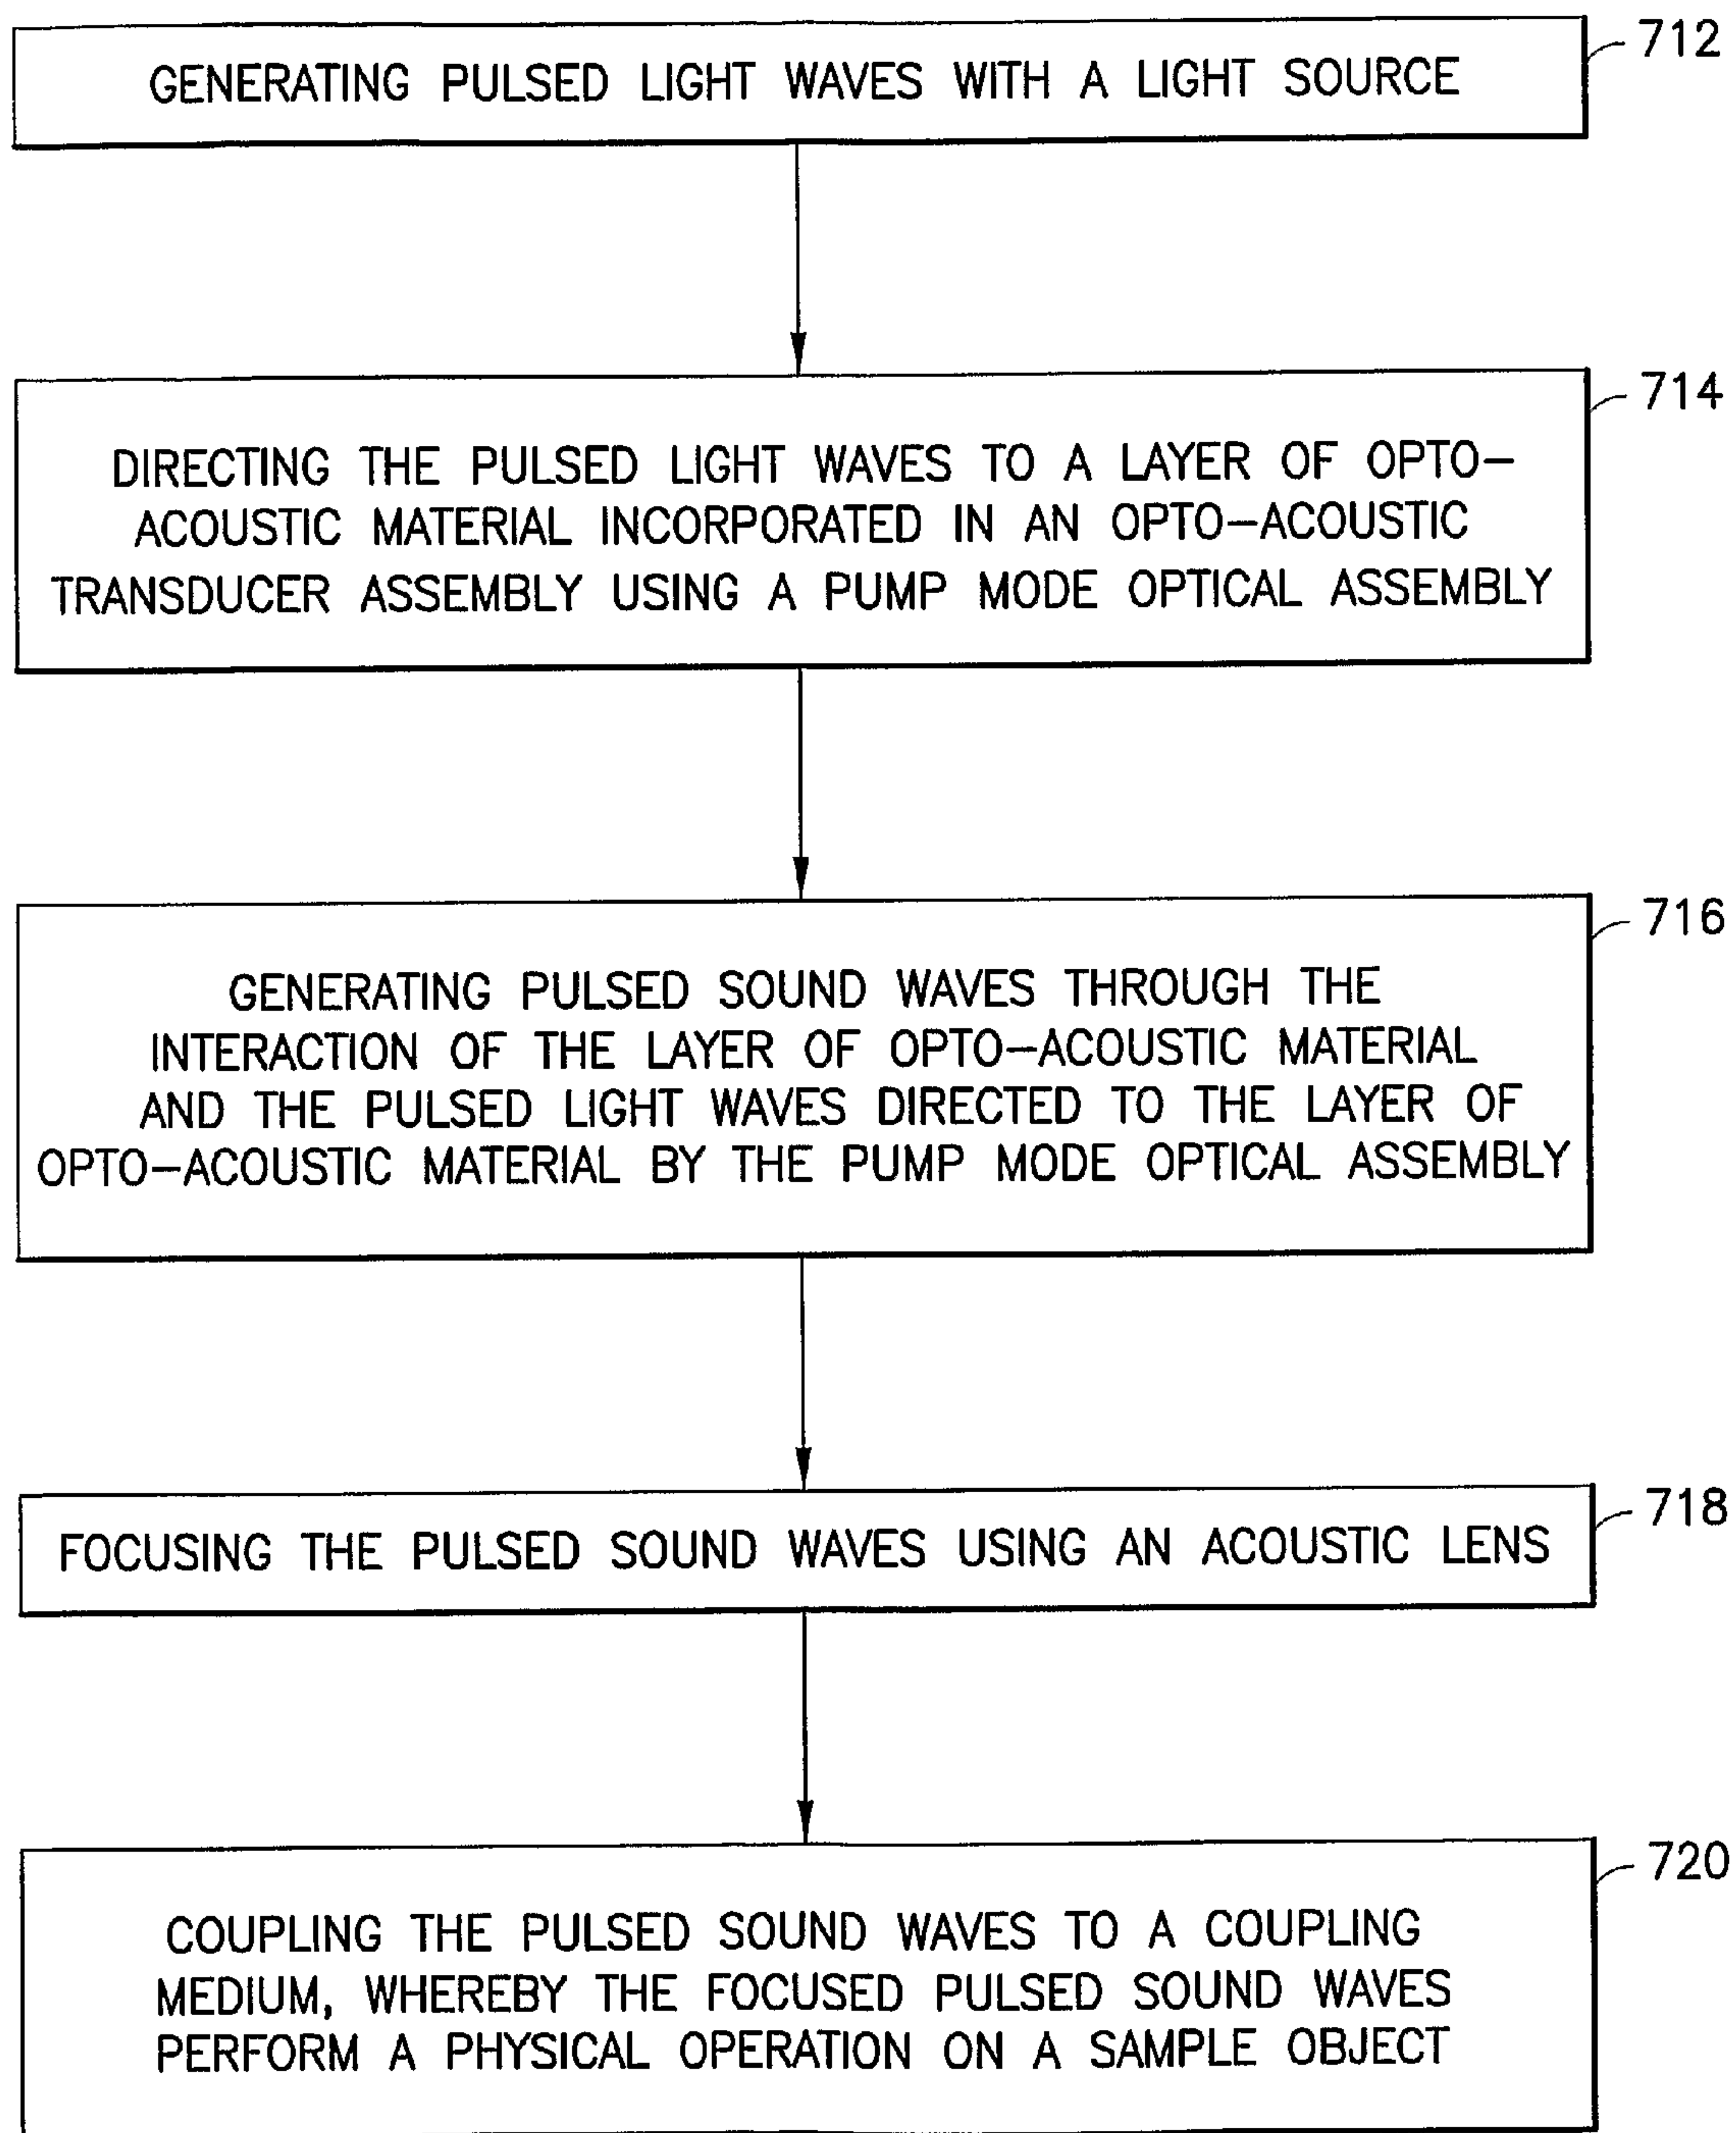 712
GENERATING PULSED LIGHT WAVES WITH A LIGHT SOURCE
714
DIRECTING THE PULSED LIGHT WAVES TO A LAYER OF OPTO-
ACOUSTIC MATERIAL INCORPORATED IN AN OPTO-ACOUSTIC
TRANSDUCER ASSEMBLY USING A PUMP MODE OPTICAL ASSEMBLY
716
GENERATING PULSED SOUND WAVES THROUGH THE
INTERACTION OF THE LAYER OF OPTO-ACOUSTIC MATERIAL
AND THE PULSED LIGHT WAVES DIRECTED TO THE LAYER OF
OPTO-ACOUSTIC MATERIAL BY THE PUMP MODE OPTICAL ASSEMBLY
718
FOCUSING THE PULSED SOUND WAVES USING AN ACOUSTIC LENS
720
COUPLING THE PULSED SOUND WAVES TO A COUPLING
MEDIUM, WHEREBY THE FOCUSED PULSED SOUND WAVES
PERFORM A PHYSICAL OPERATION ON A SAMPLE OBJECT